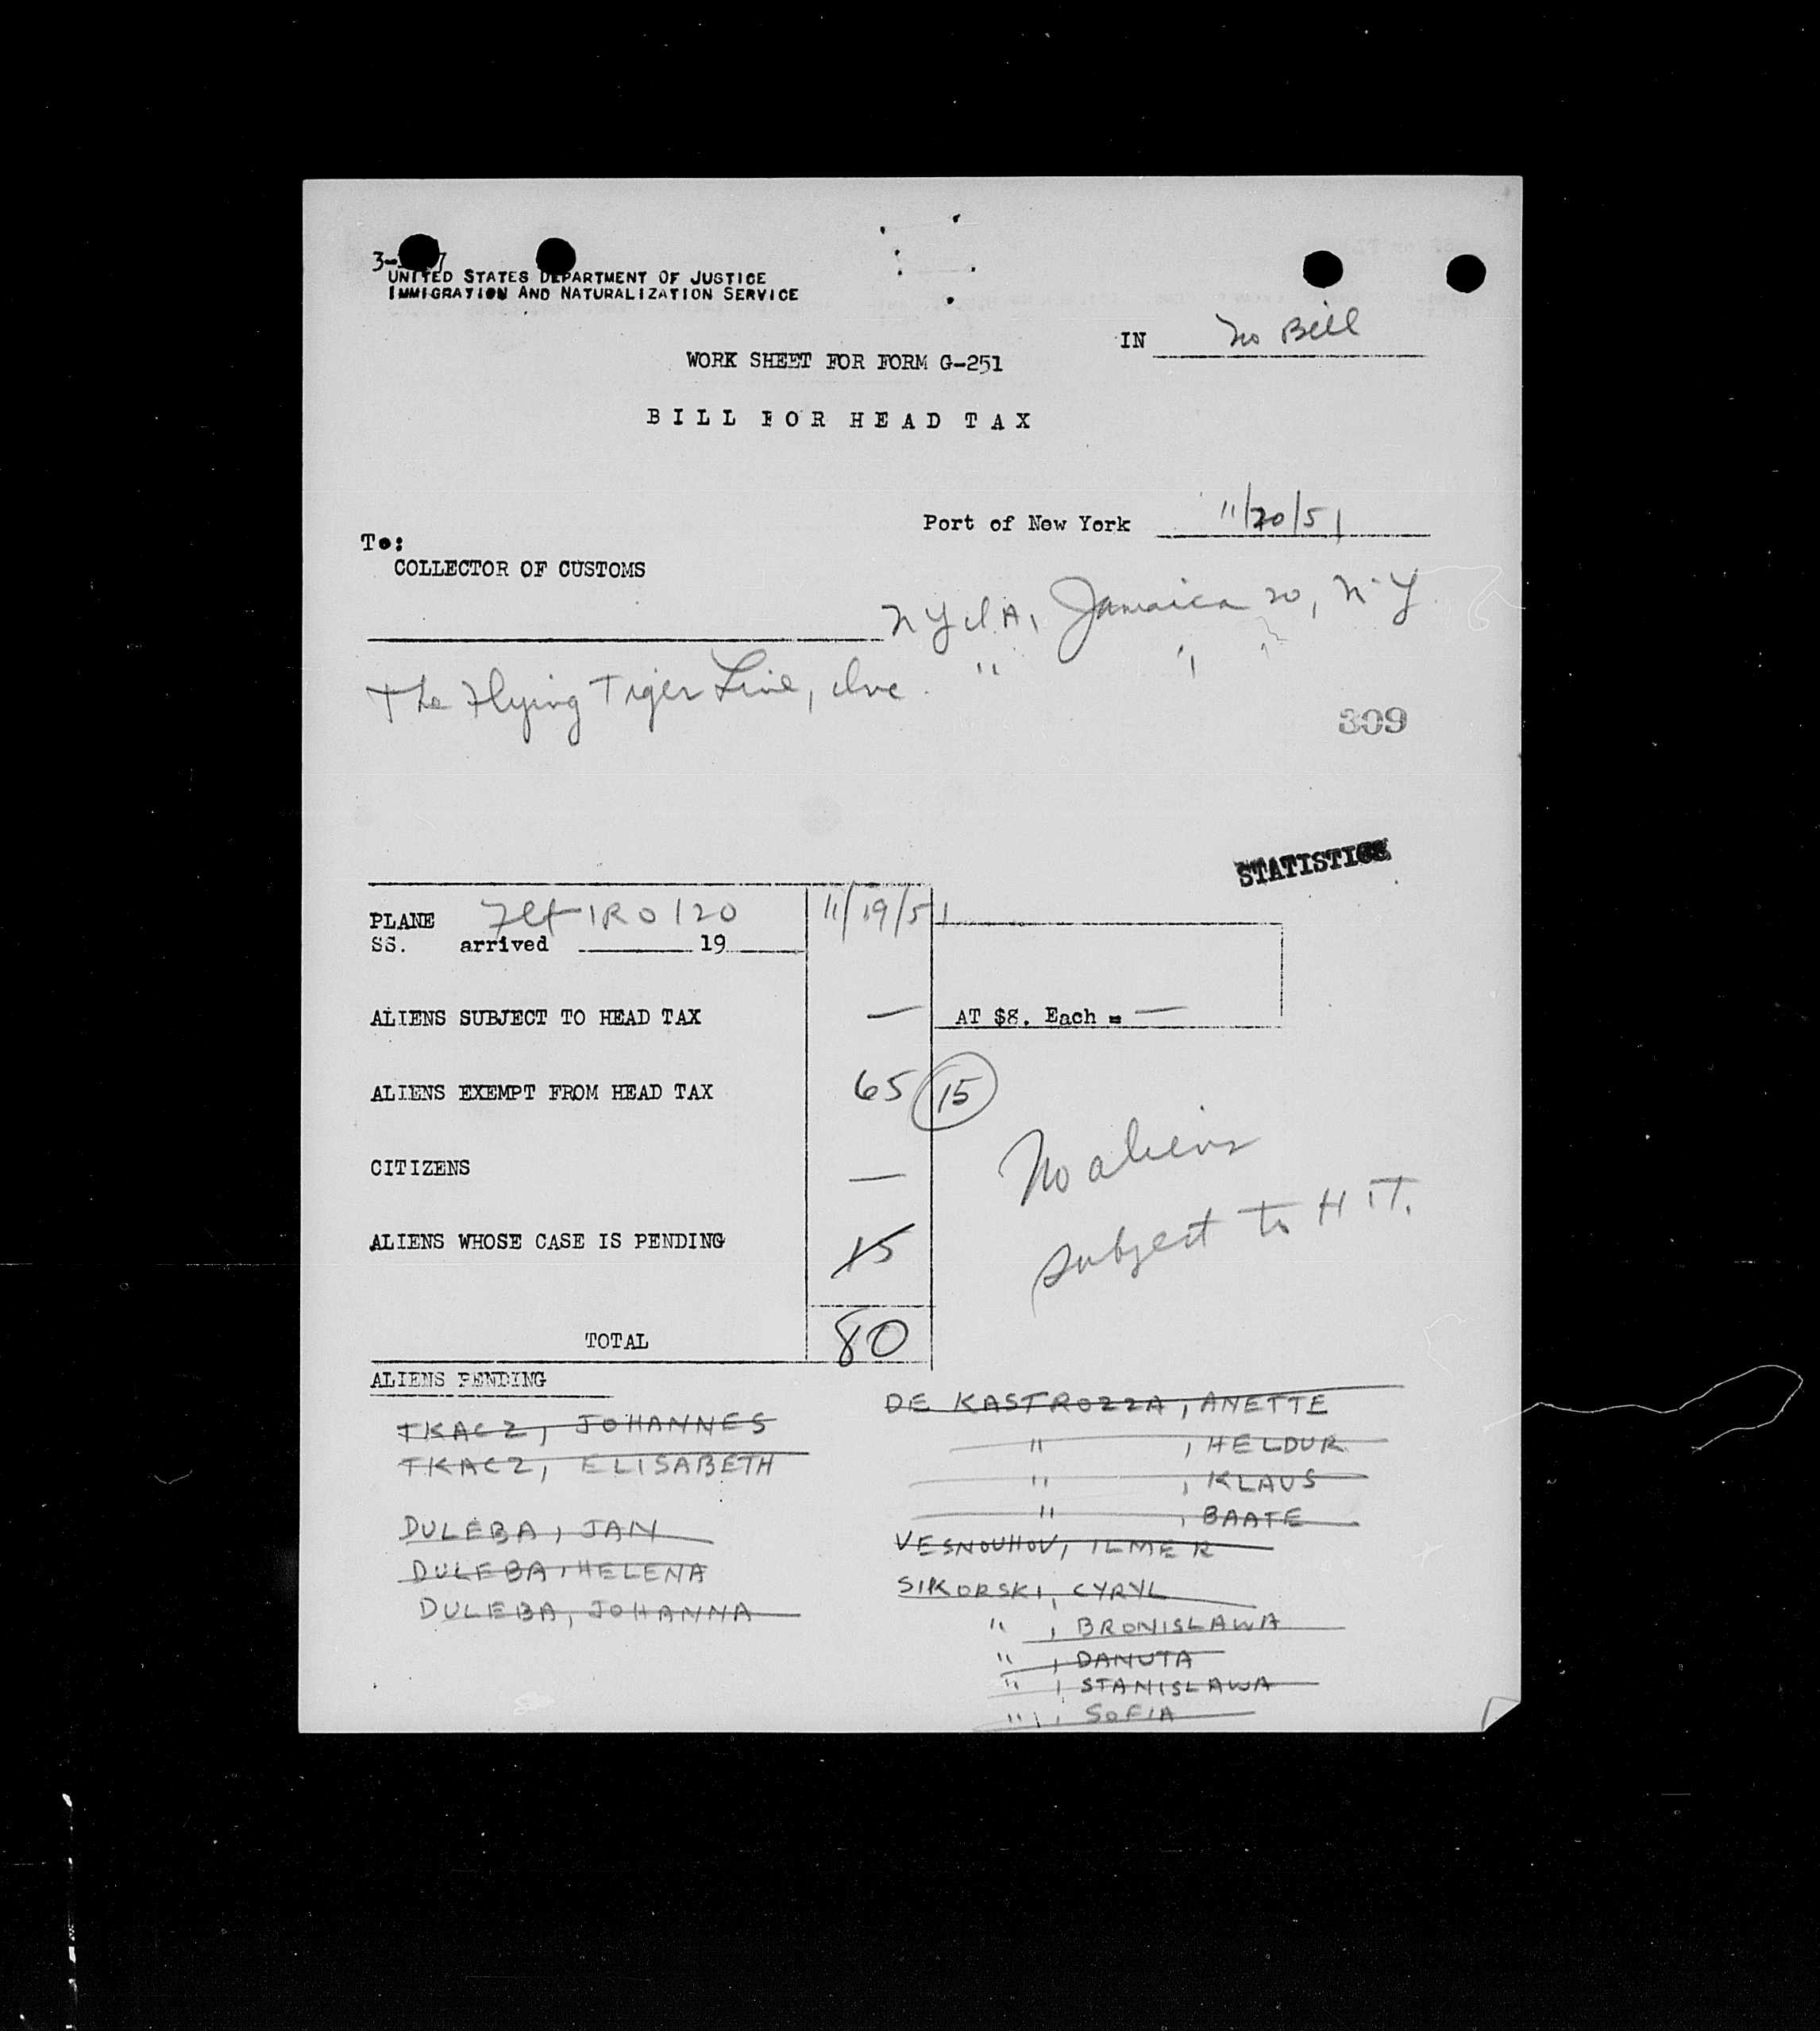 UNITED STATES DEPARTMENT OF JUSTICE
IMMIGRATION AND NATURALIZATION SERVICE
IN No Bill
WORK SHEET FOR FORM G-251
BILL FOR HEAD TAX
Port of New York 11/20/51
To:
COLLECTOR OF CUSTOMS
NYIA, Jamaica 20, N.Y.
The Flying Tiger Line, Inc. " " "
309
STATISTICS
PLANE Flt IRO 120 11/19/51
SS. arrived 19
ALIENS SUBJECT TO HEAD TAX — AT $8. Each = —
ALIENS EXEMPT FROM HEAD TAX 65 15
CITIZENS —
No aliens
subject to H.T.
ALIENS WHOSE CASE IS PENDING 15
TOTAL 80
ALIENS PENDING
TKACZ, JOHANNES
TKACZ, ELISABETH
DULEBA, JAN
DULEBA, HELENA
DULEBA, JOHANNA
DE KASTROZZA, ANETTE
" , HELDUR
" , KLAUS
" , BAATE
VESNOUHOV, ILMER
SIKORSKI, CYRYL
" , BRONISLAWA
" , DANUTA
" , STANISLAWA
" , SOFIA